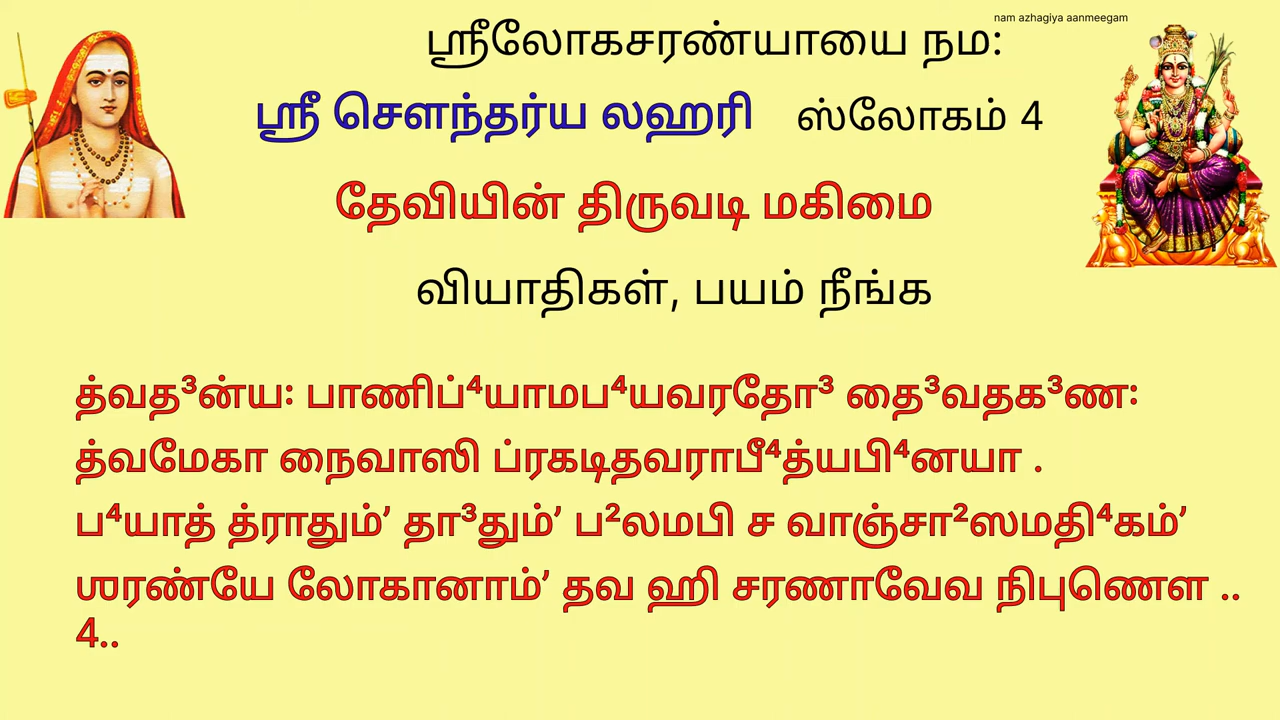 nam azhagiya aanmeegam
ஸ்ரீலோகசரண்யாயை நம:
ஸ்ரீ சௌந்தர்ய லஹரி ஸ்லோகம் 4
தேவியின் திருவடி மகிமை
வியாதிகள், பயம் நீங்க
த்வத³ன்ய꞉ பாணிப்⁴யாமப⁴யவரதோ³ தை³வதக³ண꞉
த்வமேகா நைவாஸி ப்ரகடிதவராபீ⁴த்யபி⁴னயா .
ப⁴யாத் த்ராதும்ʼ தா³தும்ʼ ப²லமபி ச வாஞ்சா²ஸமதி⁴கம்ʼ
ஶரண்யே லோகானாம்ʼ தவ ஹி சரணாவேவ நிபுணௌ ..
4..